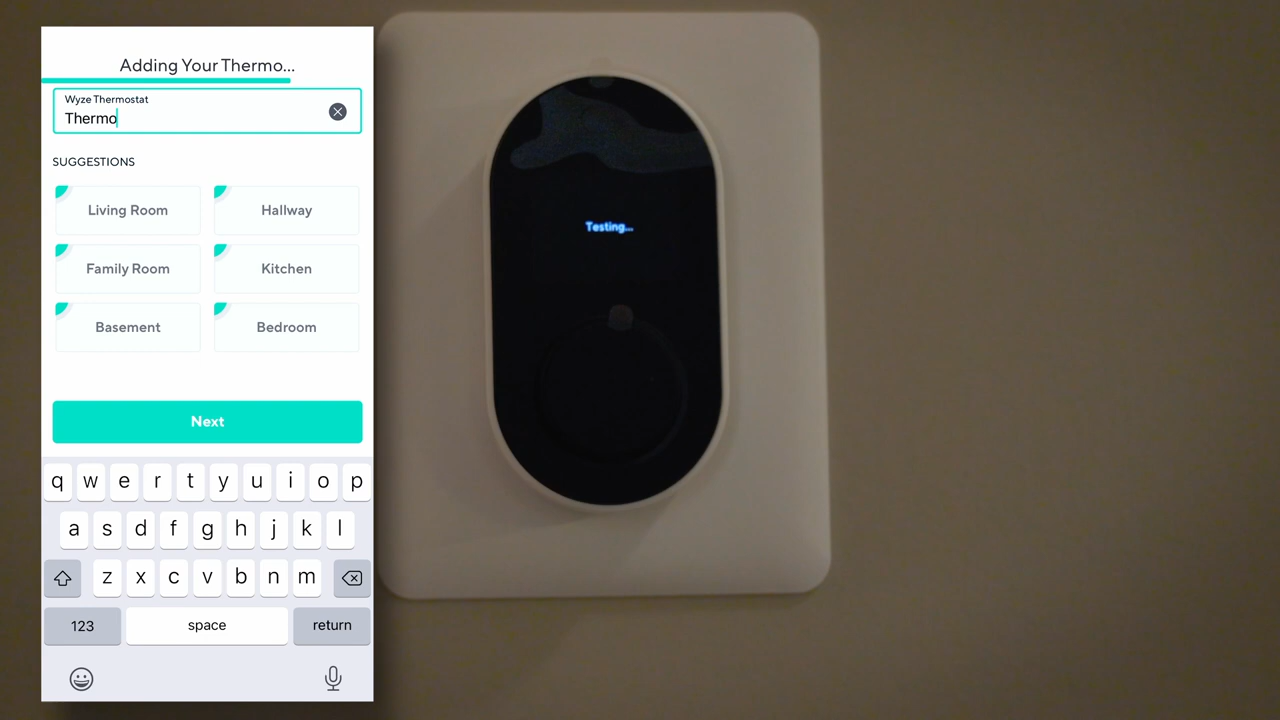 Adding Your Thermo...
Wyze Thermostat
Thermo
SUGGESTIONS
Living Room
Hallway
Family Room
Kitchen
Basement
Bedroom
Next
q w e r t y u i o p
a s d f g h j k l
z x c v b n m
123
space
return
Testing...